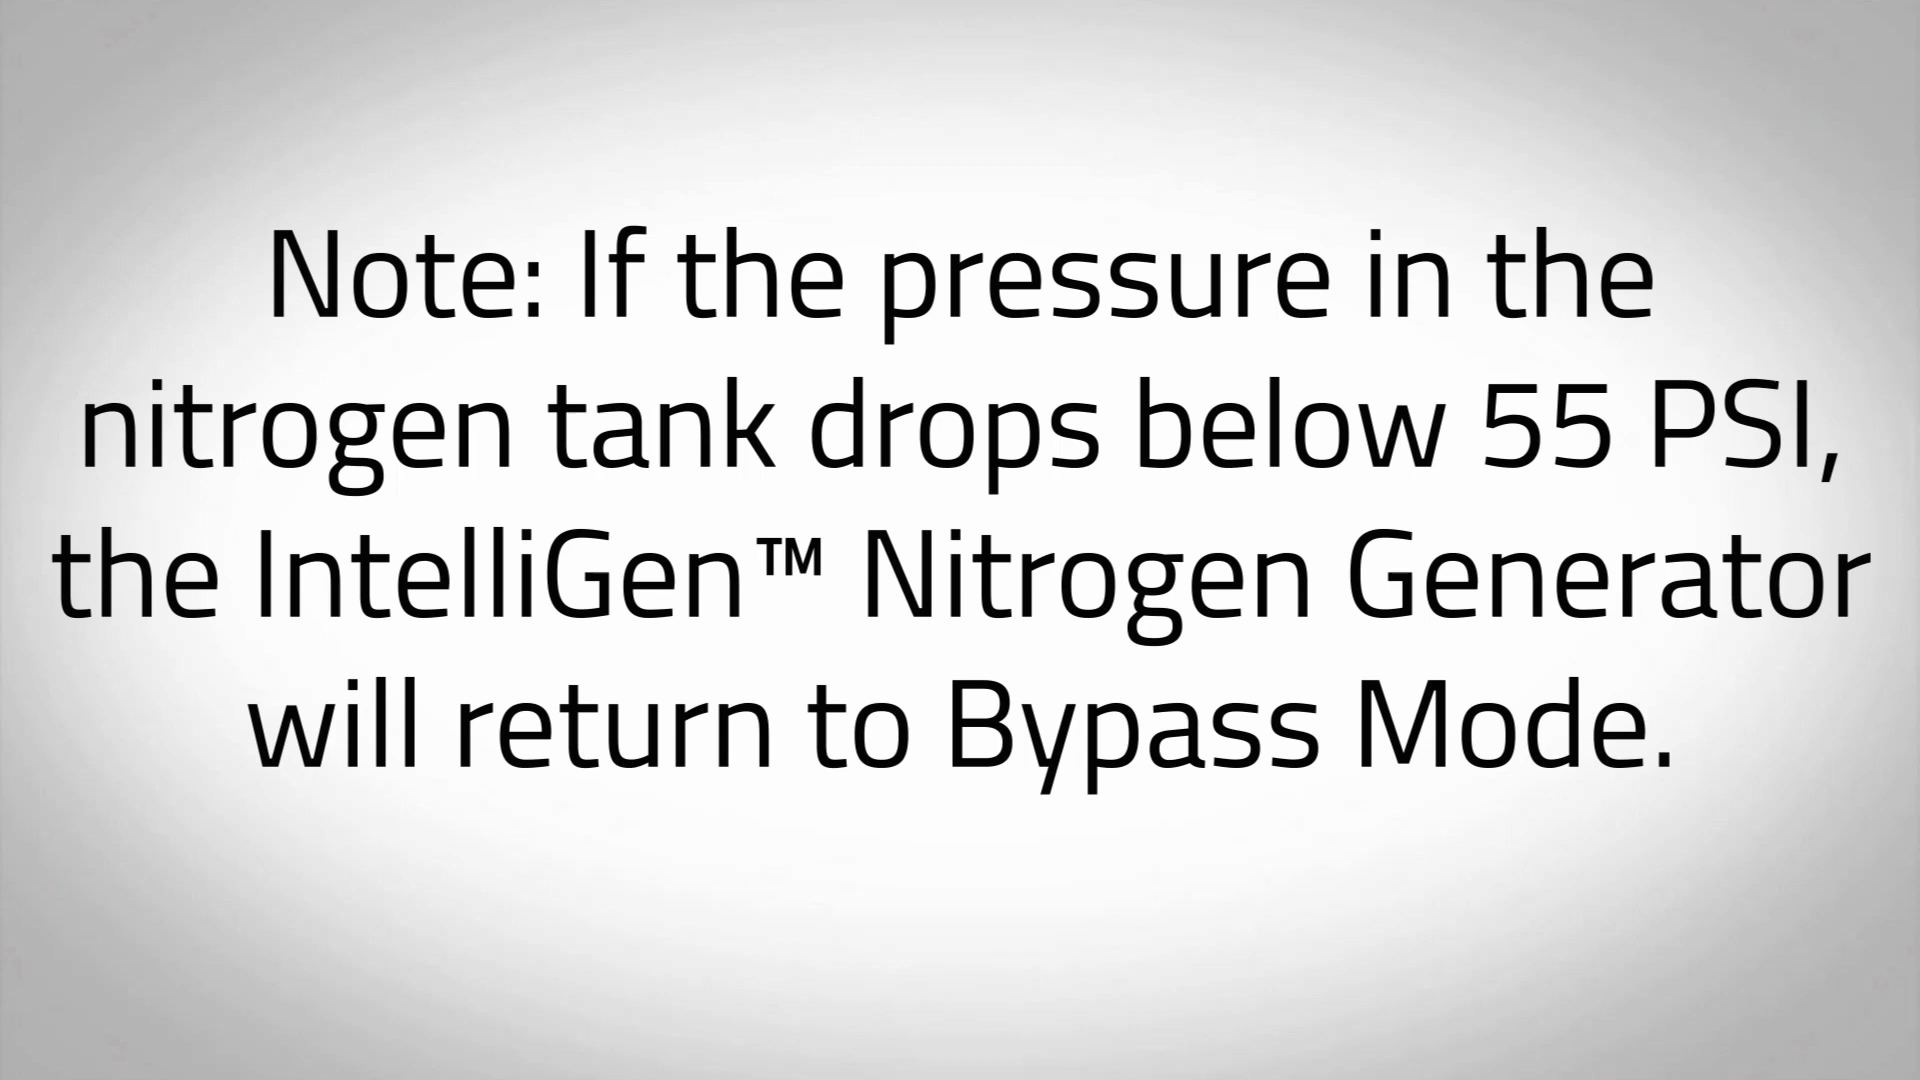 Note: If the pressure in the
nitrogen tank drops below 55 PSI,
the IntelliGen™ Nitrogen Generator
will return to Bypass Mode.